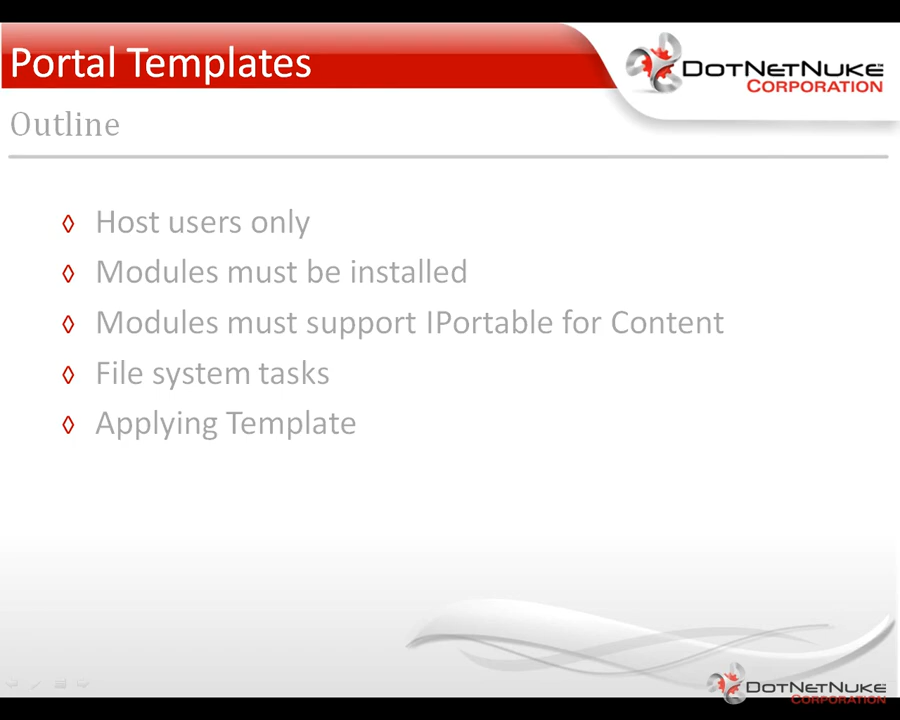 Portal Templates
DotNetNuke
Corporation
Outline
Host users only
Modules must be installed
Modules must support IPortable for Content
File system tasks
Applying Template
DotNetNuke
Corporation